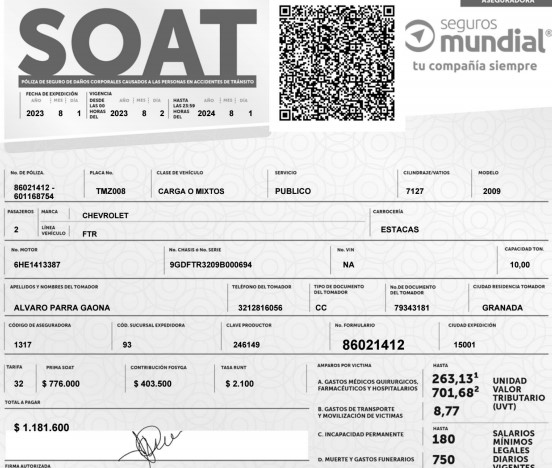 ASEGURADORA
SOAT
PÓLIZA DE SEGURO DE DAÑOS CORPORALES CAUSADOS A LAS PERSONAS EN ACCIDENTES DE TRÁNSITO
seguros
mundial®
tu compañía siempre
FECHA DE EXPEDICIÓN VIGENCIA
AÑO MES DIA DESDE LAS 00 HORAS DEL AÑO MES DIA HASTA LAS 23:59 HORAS DEL AÑO MES DIA
2023 8 1 2023 8 2 2024 8 1
No. DE PÓLIZA. PLACA No. CLASE DE VEHÍCULO SERVICIO CILINDRAJE/VATIOS MODELO
86021412 -
601168754 TMZ008 CARGA O MIXTOS PUBLICO 7127 2009
PASAJEROS MARCA CHEVROLET CARROCERÍA
2 LÍNEA VEHÍCULO FTR ESTACAS
No. MOTOR No. CHASIS ó No. SERIE No. VIN CAPACIDAD TON.
6HE1413387 9GDFTR3209B000694 NA 10,00
APELLIDOS Y NOMBRES DEL TOMADOR TELÉFONO DEL TOMADOR TIPO DE DOCUMENTO DEL TOMADOR No.DE DOCUMENTO DEL TOMADOR CIUDAD RESIDENCIA TOMADOR
ALVARO PARRA GAONA 3212816056 CC 79343181 GRANADA
CÓDIGO DE ASEGURADORA CÓD. SUCURSAL EXPEDIDORA CLAVE PRODUCTOR No. FORMULARIO CIUDAD EXPEDICIÓN
1317 93 246149 86021412 15001
TARIFA PRIMA SOAT CONTRIBUCIÓN FOSYGA TASA RUNT
32 $ 776.000 $ 403.500 $ 2.100
TOTAL A PAGAR
$ 1.181.600
FIRMA AUTORIZADA
AMPAROS POR VICTIMA HASTA
A. GASTOS MÉDICOS QUIRURGICOS, FARMACÉUTICOS Y HOSPITALARIOS 263,13¹
701,68²
B. GASTOS DE TRANSPORTE Y MOVILIZACIÓN DE VICTIMAS 8,77
UNIDAD
VALOR
TRIBUTARIO
(UVT)
HASTA
C. INCAPACIDAD PERMANENTE 180
D. MUERTE Y GASTOS FUNERARIOS 750
SALARIOS
MÍNIMOS
LEGALES
DIARIOS
VIGENTES